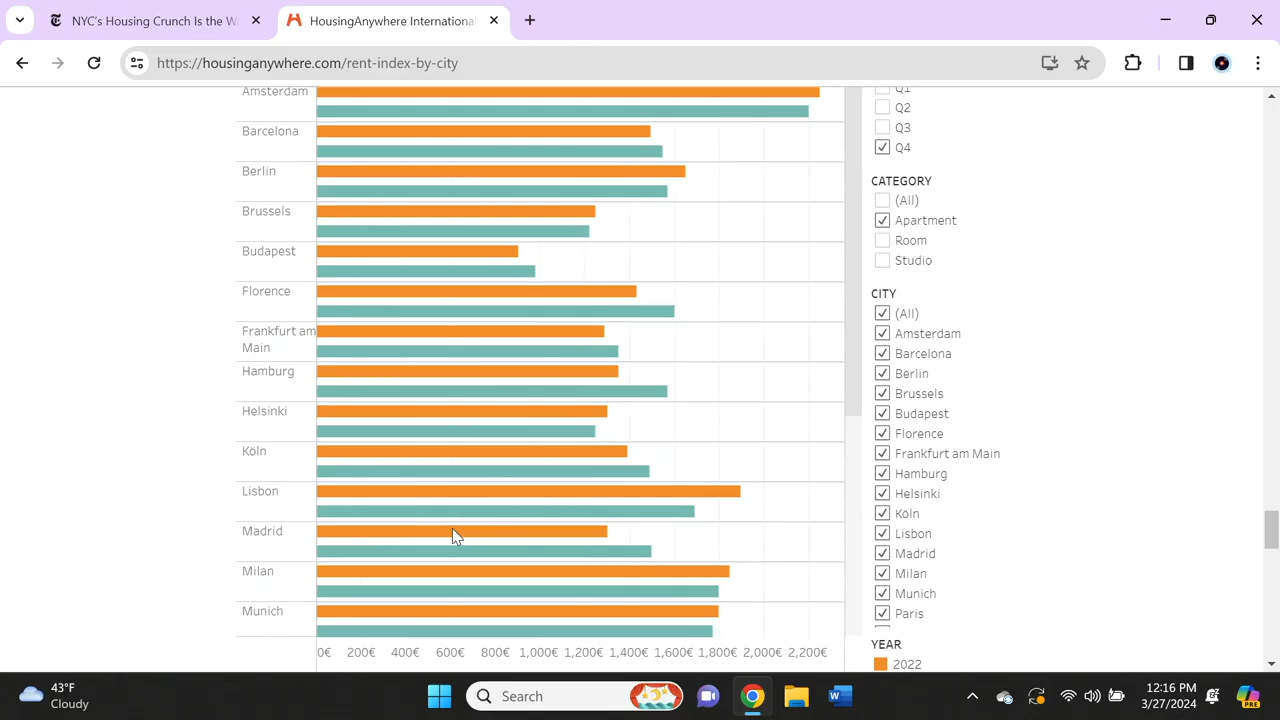 NYC's Housing Crunch Is the W
HousingAnywhere International
https://housinganywhere.com/rent-index-by-city
Amsterdam
Barcelona
Berlin
Brussels
Budapest
Florence
Frankfurt am
Main
Hamburg
Helsinki
Köln
Lisbon
Madrid
Milan
Munich
0€ 200€ 400€ 600€ 800€ 1,000€ 1,200€ 1,400€ 1,600€ 1,800€ 2,000€ 2,200€
Q1
Q2
Q3
Q4
CATEGORY
(All)
Apartment
Room
Studio
CITY
(All)
Amsterdam
Barcelona
Berlin
Brussels
Budapest
Florence
Frankfurt am Main
Hamburg
Helsinki
Köln
Lisbon
Madrid
Milan
Munich
Paris
YEAR
2022
43°F
Cloudy
Search
12:16 PM
3/27/2024
PRE